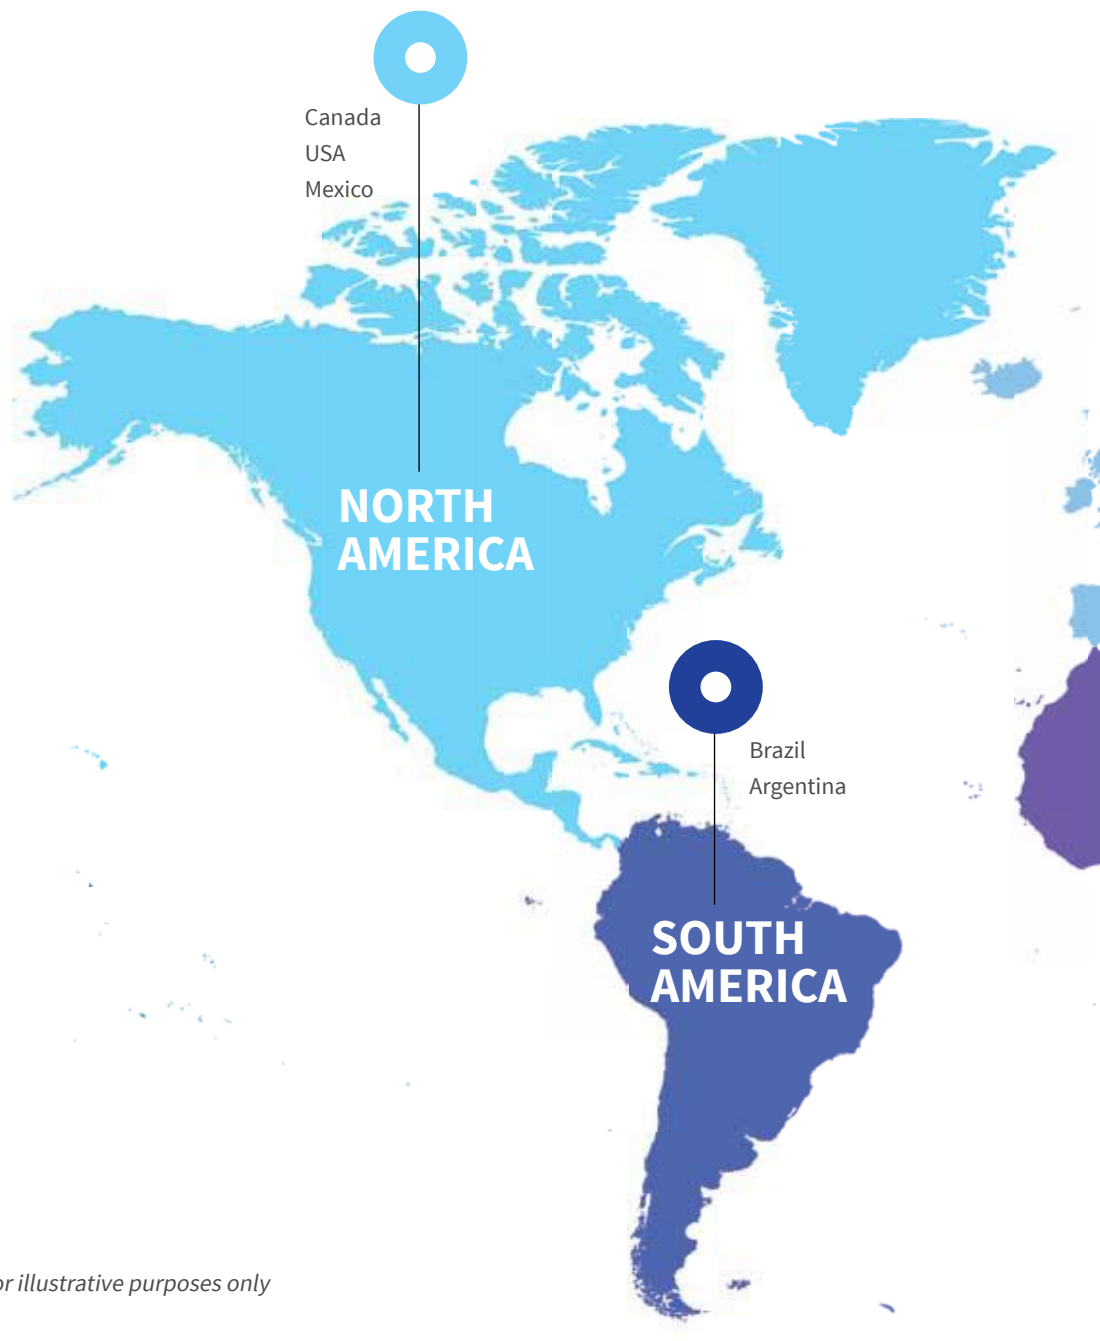 Canada
USA
Mexico
NORTH
AMERICA
Brazil
Argentina
SOUTH
AMERICA
illustrative purposes only